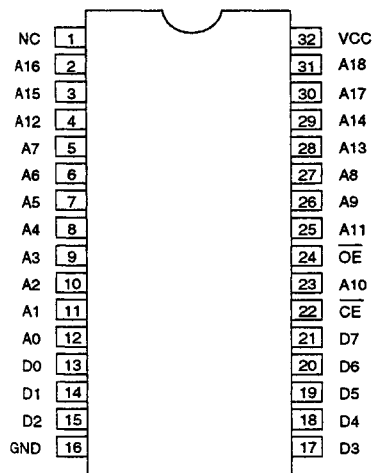 NC 1 32 VCC
A16 2 31 A18
A15 3 30 A17
A12 4 29 A14
A7 5 28 A13
A6 6 27 A8
A5 7 26 A9
A4 8 25 A11
A3 9 24 O̅E̅
A2 10 23 A10
A1 11 22 C̅E̅
A0 12 21 D7
D0 13 20 D6
D1 14 19 D5
D2 15 18 D4
GND 16 17 D3